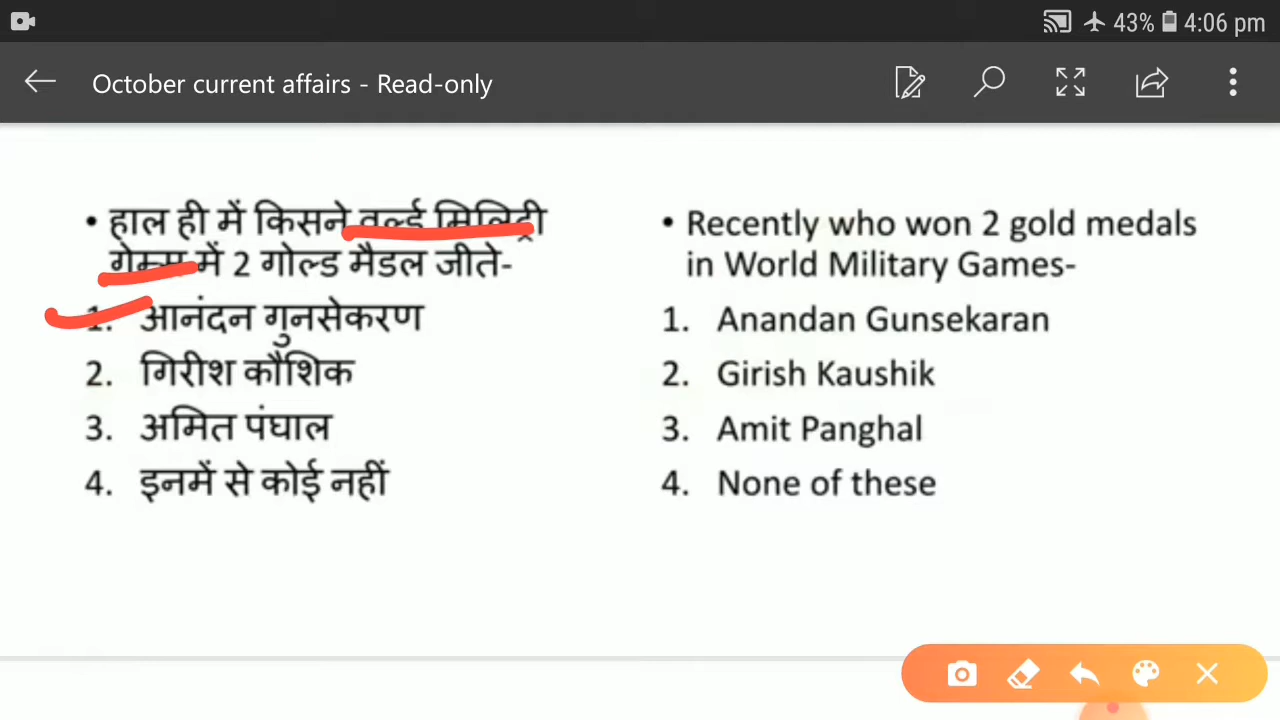 43% 4:06 pm
October current affairs - Read-only
• हाल ही में किसने वर्ल्ड मिलिट्री
गेम्स में 2 गोल्ड मैडल जीते-
1. आनंदन गुनसेकरण
2. गिरीश कौशिक
3. अमित पंघाल
4. इनमें से कोई नहीं
• Recently who won 2 gold medals
in World Military Games-
1. Anandan Gunsekaran
2. Girish Kaushik
3. Amit Panghal
4. None of these